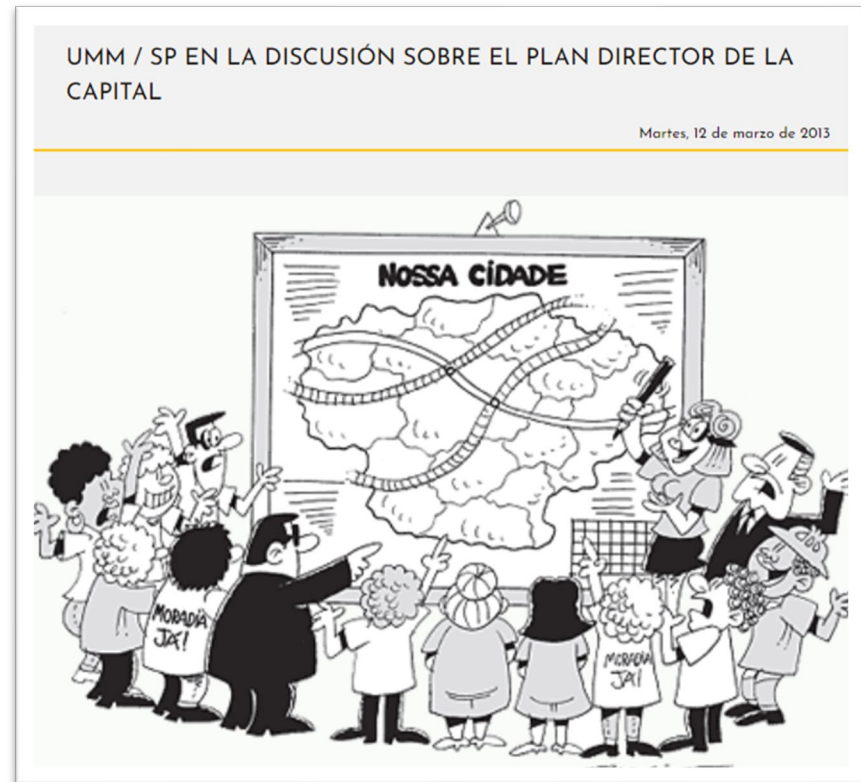 UMM / SP EN LA DISCUSIÓN SOBRE EL PLAN DIRECTOR DE LA
CAPITAL
Martes, 12 de marzo de 2013
NOSSA CIDADE
MORADIA
JÁ!
MORADIA
JÁ!